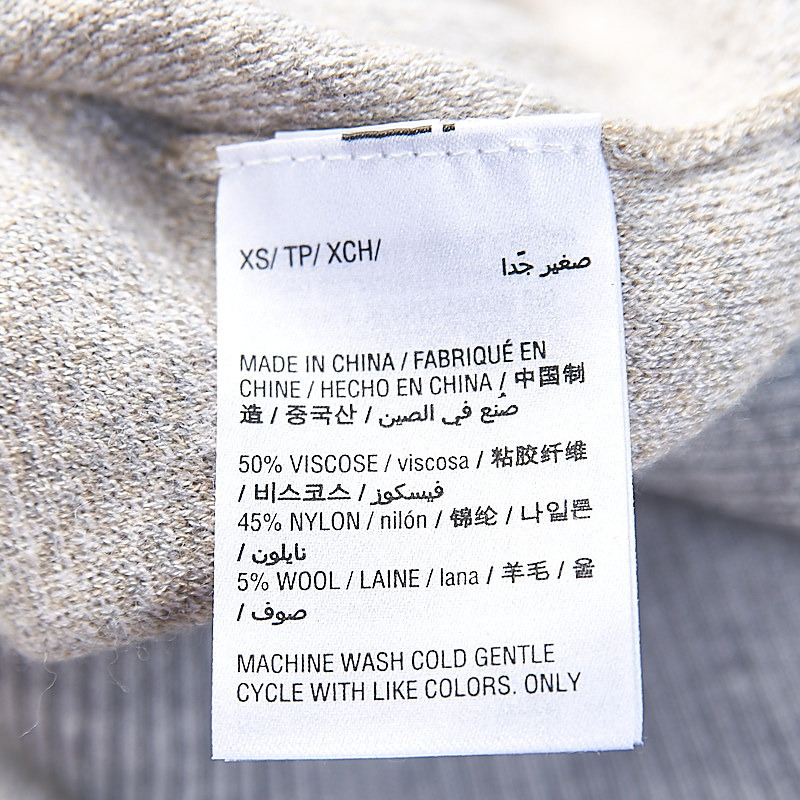 XS/ TP/ XCH/
صغير جّدا
MADE IN CHINA / FABRIQUÉ EN
CHINE / HECHO EN CHINA / 中国制
造 / 중국산 / صُنع في الصين
50% VISCOSE / viscosa / 粘胶纤维
/ 비스코스 / فيسكوز
45% NYLON / nilón / 锦纶 / 나일론
/ نايلون
5% WOOL / LAINE / lana / 羊毛 / 울
/ صوف
MACHINE WASH COLD GENTLE
CYCLE WITH LIKE COLORS. ONLY